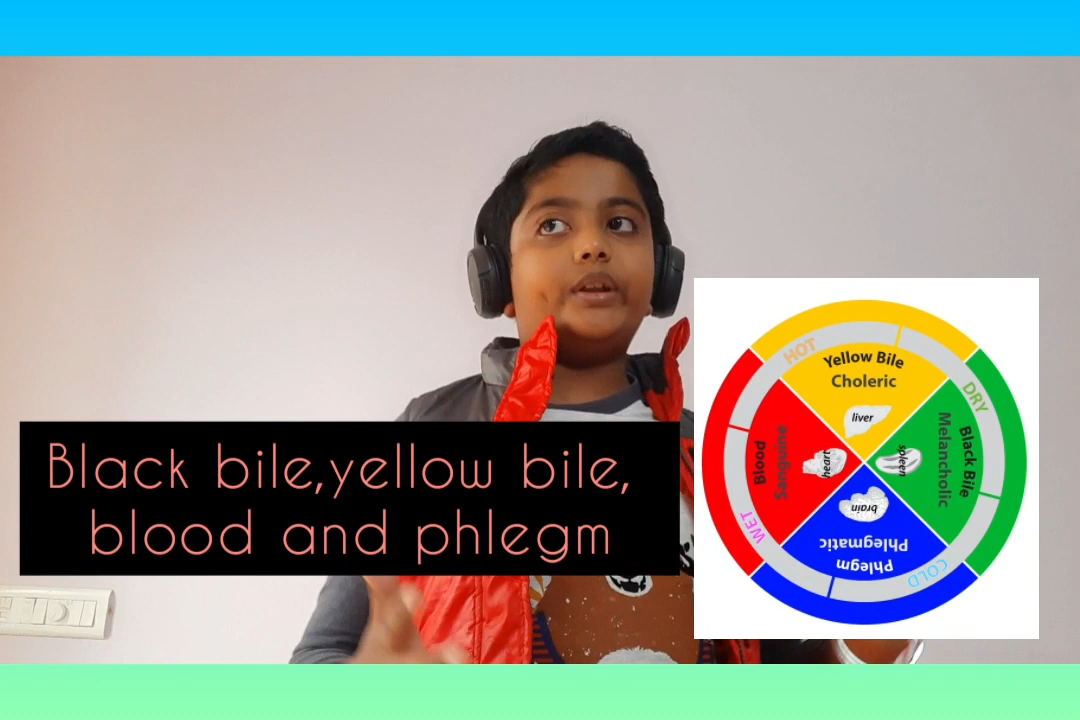 Black bile,yellow bile,
blood and phlegm
HOT
DRY
COLD
WET
Yellow Bile
Choleric
liver
Black Bile
Melancholic
spleen
Phlegm
Phlegmatic
brain
Blood
Sanguine
heart